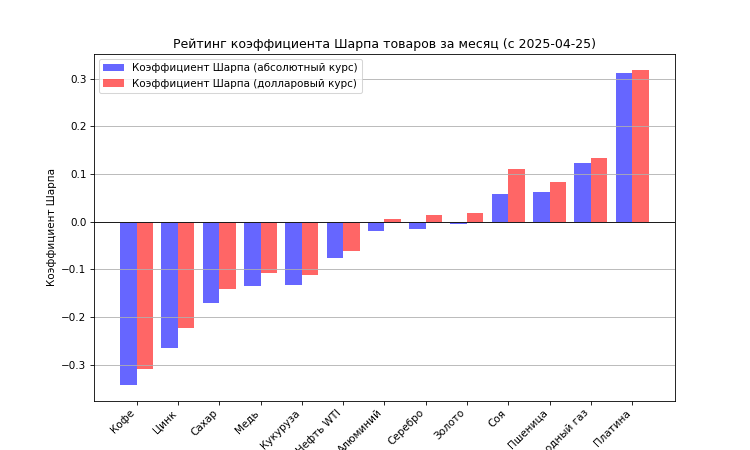 Рейтинг коэффициента Шарпа товаров за месяц (с 2025-04-25)
Коэффициент Шарпа (абсолютный курс)
Коэффициент Шарпа (долларовый курс)
Коэффициент Шарпа
0.3
0.2
0.1
0.0
−0.1
−0.2
−0.3
Кофе
Цинк
Сахар
Медь
Кукуруза
Нефть WTI
Алюминий
Серебро
Золото
Соя
Пшеница
одный газ
Платина